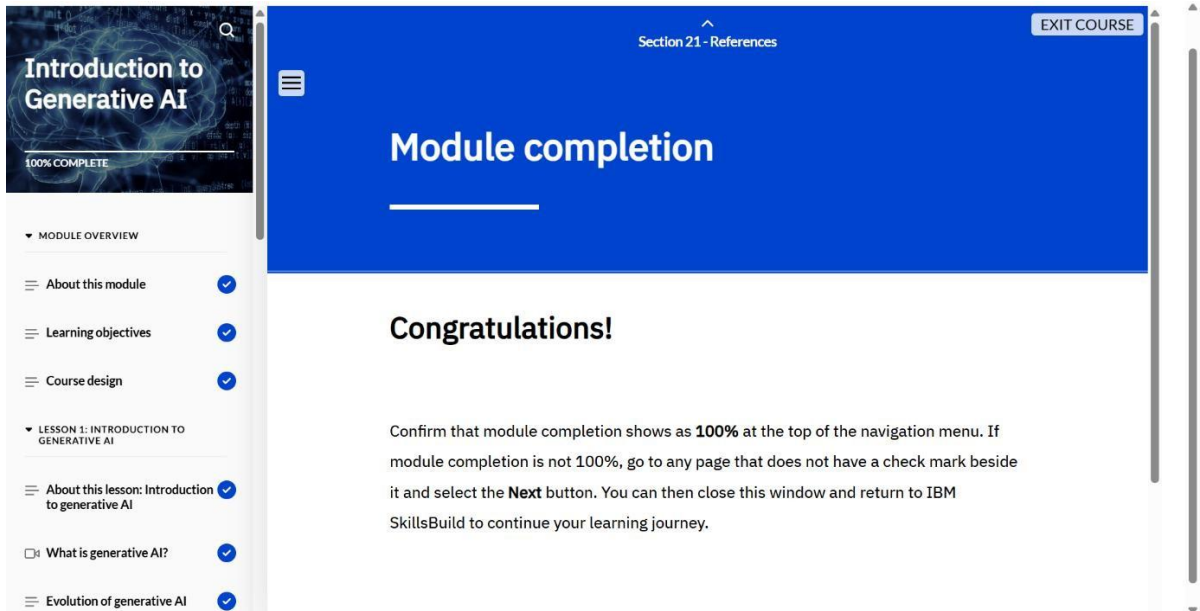 Introduction to
Generative AI
100% COMPLETE
MODULE OVERVIEW
About this module
Learning objectives
Course design
LESSON 1: INTRODUCTION TO
GENERATIVE AI
About this lesson: Introduction
to generative AI
What is generative AI?
Evolution of generative AI
Section 21 - References
EXIT COURSE
Module completion
Congratulations!
Confirm that module completion shows as 100% at the top of the navigation menu. If
module completion is not 100%, go to any page that does not have a check mark beside
it and select the Next button. You can then close this window and return to IBM
SkillsBuild to continue your learning journey.